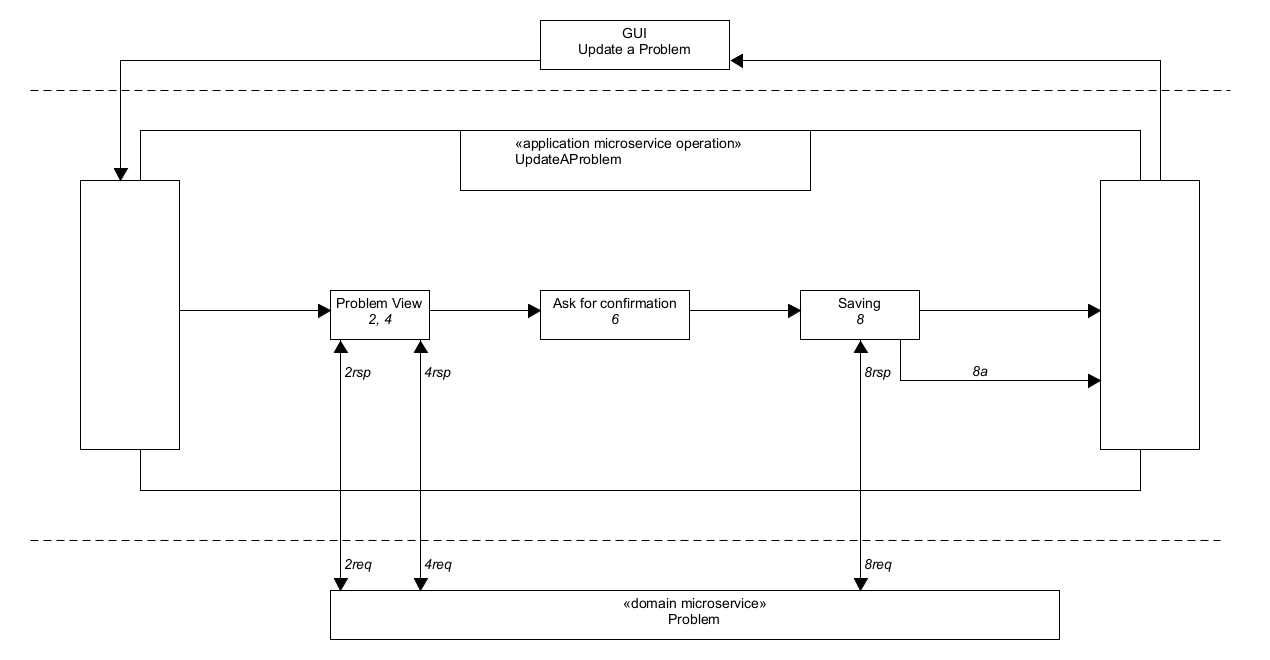 GUI
Update a Problem
«application microservice operation»
UpdateAProblem
Problem View
2, 4
Ask for confirmation
6
Saving
8
2rsp
4rsp
8rsp
8a
2req
4req
8req
«domain microservice»
Problem